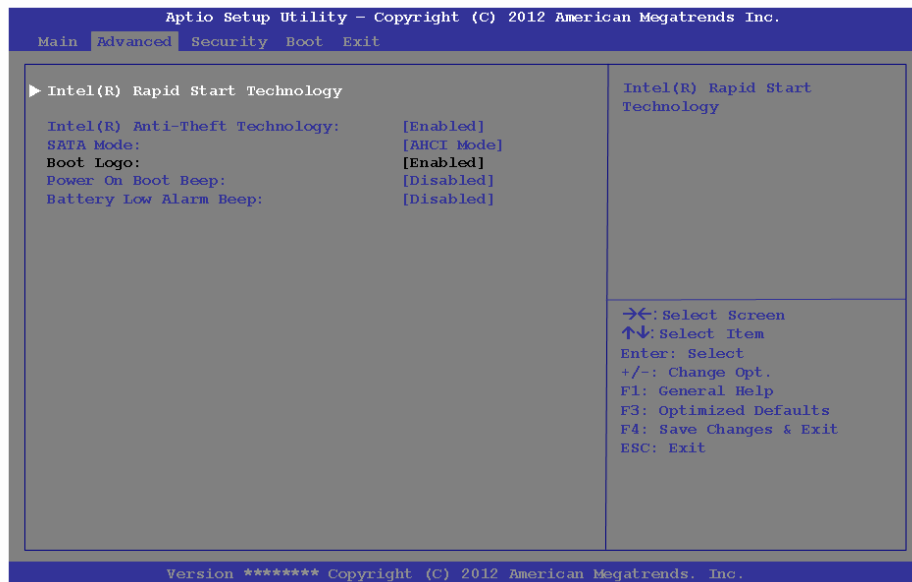 Aptio Setup Utility – Copyright (C) 2012 American Megatrends Inc.
Main Advanced Security Boot Exit
▶ Intel(R) Rapid Start Technology
Intel(R) Anti-Theft Technology: [Enabled]
SATA Mode: [AHCI Mode]
Boot Logo: [Enabled]
Power On Boot Beep: [Disabled]
Battery Low Alarm Beep: [Disabled]
Intel(R) Rapid Start
Technology
→←: Select Screen
↑↓: Select Item
Enter: Select
+/-: Change Opt.
F1: General Help
F3: Optimized Defaults
F4: Save Changes & Exit
ESC: Exit
Version ******** Copyright (C) 2012 American Megatrends. Inc.